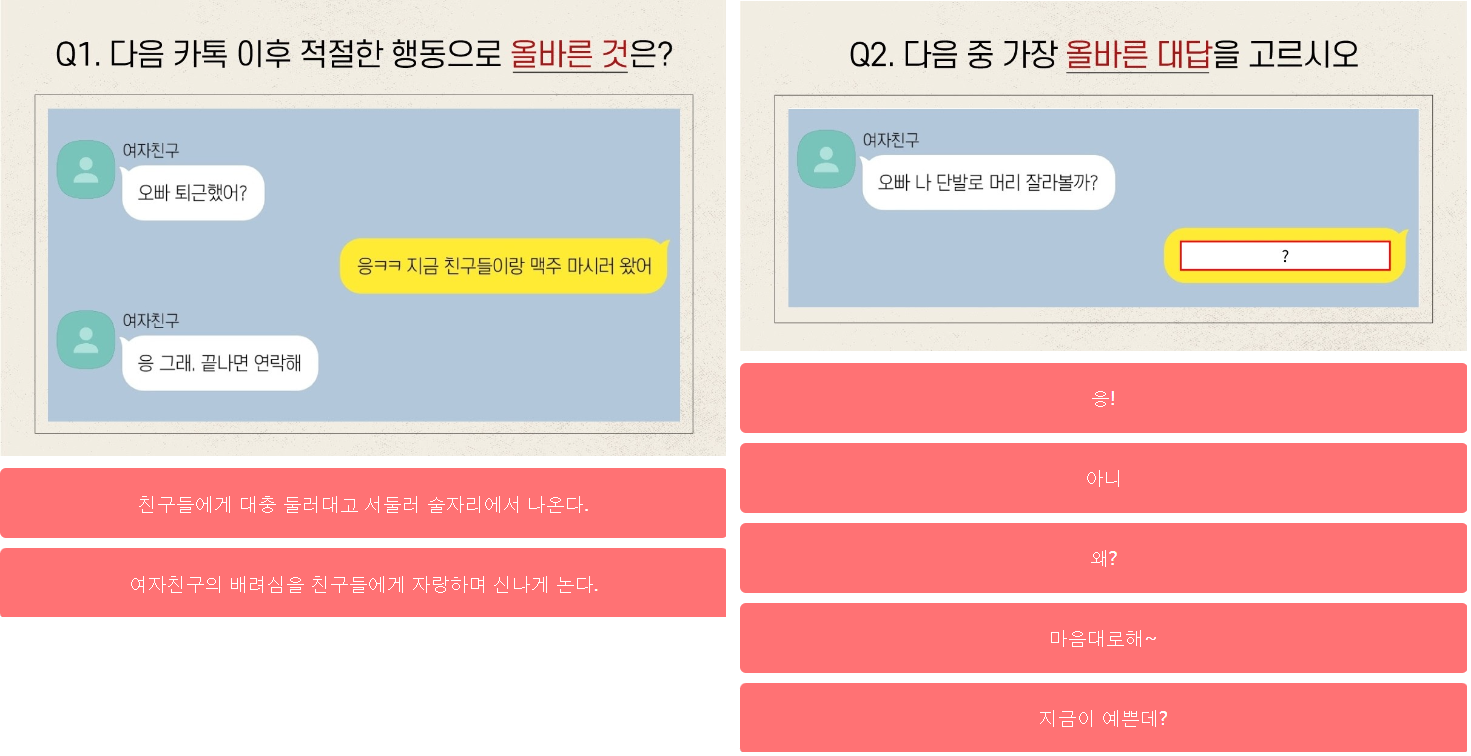 Q1. 다음 카톡 이후 적절한 행동으로 올바른 것은?
여자친구
오빠 퇴근했어?
응ㅋㅋ 지금 친구들이랑 맥주 마시러 왔어
여자친구
응 그래. 끝나면 연락해
친구들에게 대충 둘러대고 서둘러 술자리에서 나온다.
여자친구의 배려심을 친구들에게 자랑하며 신나게 논다.
Q2. 다음 중 가장 올바른 대답을 고르시오
여자친구
오빠 나 단발로 머리 잘라볼까?
?
응!
아니
왜?
마음대로해~
지금이 예쁜데?